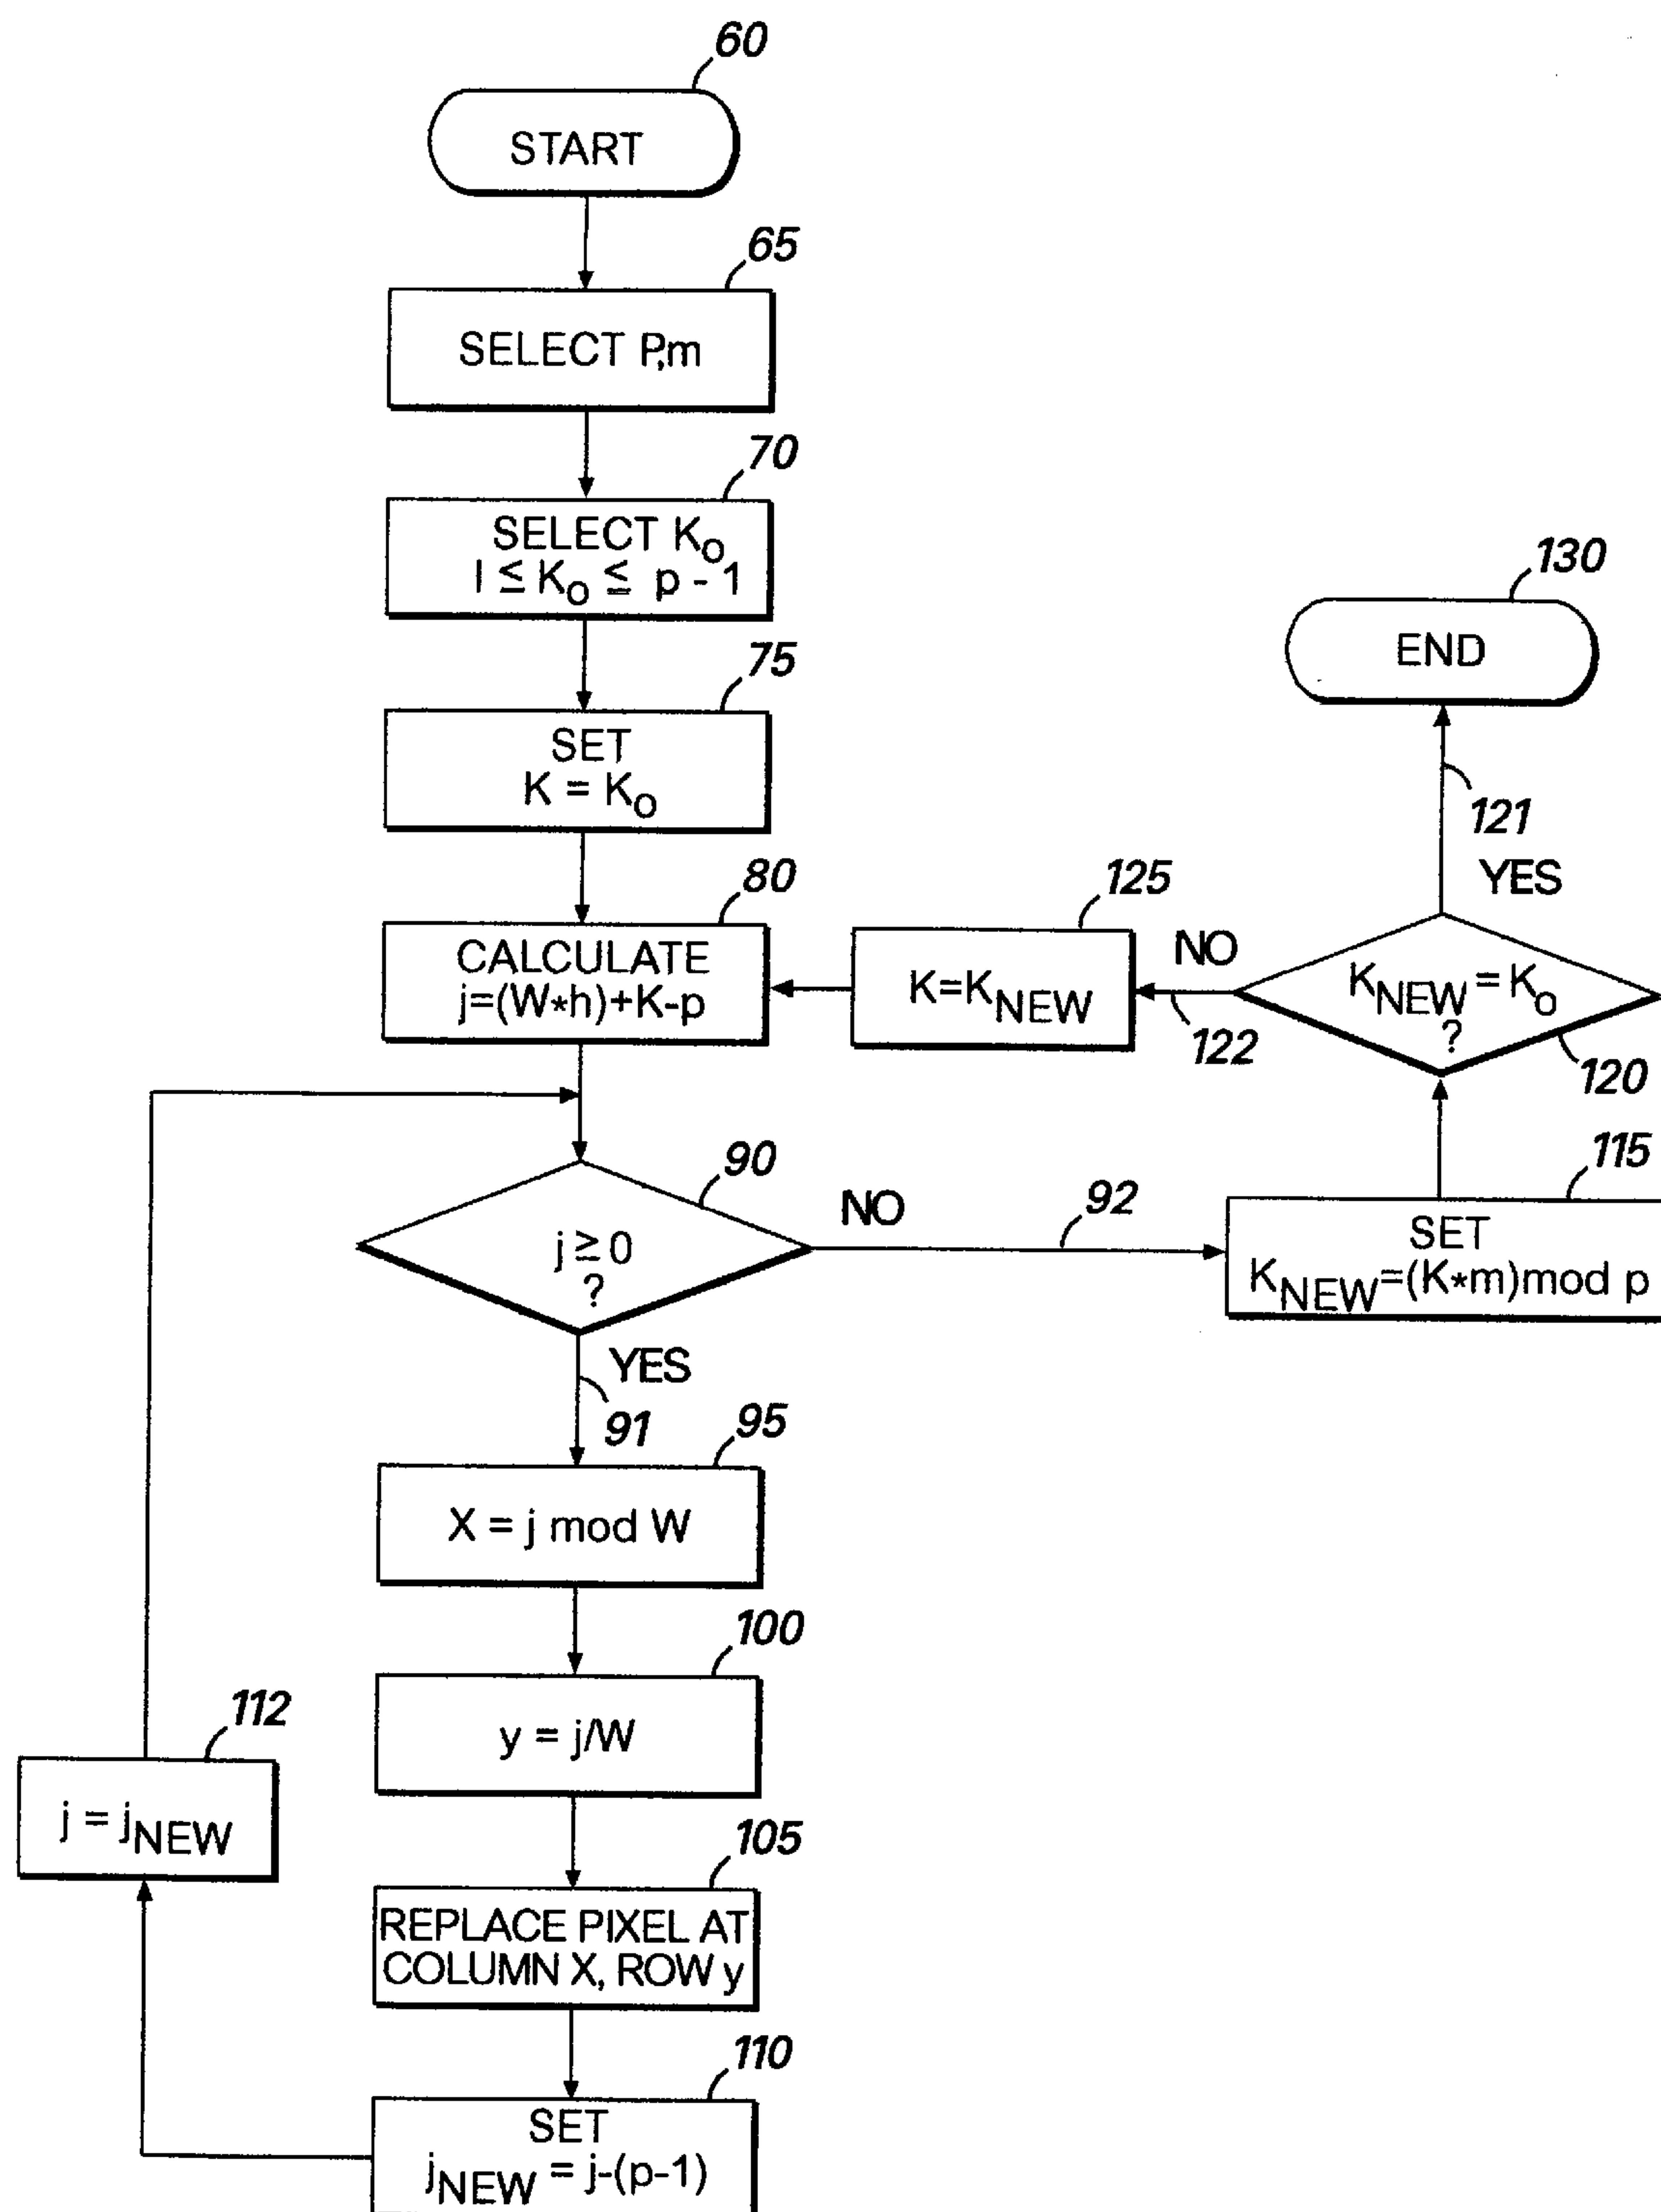 60
START
65
SELECT P,m
70
SELECT K₀
1 ≤ K₀ ≤ p - 1
75
SET
K = K₀
80
CALCULATE
j=(W*h)+K-p
90
j ≥ 0
?
YES
91
NO
92
95
X = j mod W
100
y = j/W
105
REPLACE PIXEL AT
COLUMN X, ROW y
110
SET
jNEW = j-(p-1)
112
j = jNEW
115
SET
KNEW=(K*m)mod p
120
KNEW = K₀
?
NO
122
125
K=KNEW
YES
121
130
END